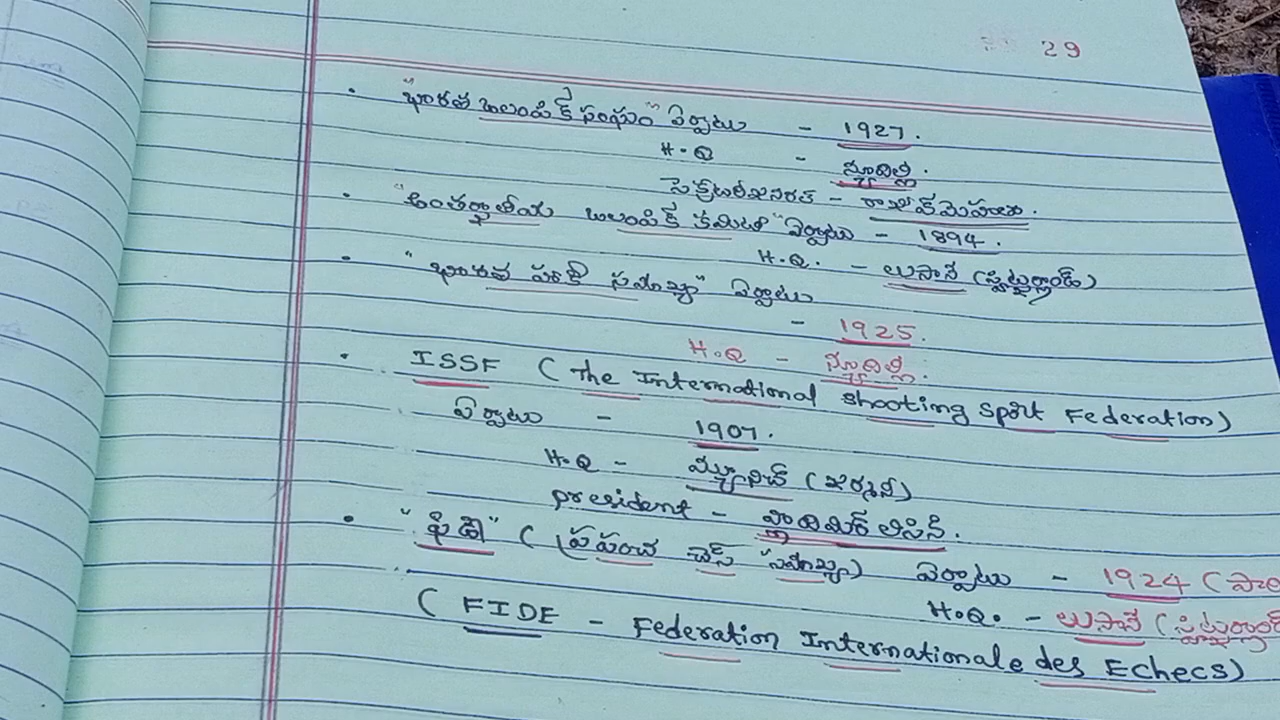 29
"భారత ఒలంపిక్ సంఘం" ఏర్పాటు - 1927.
H.Q - న్యూఢిల్లీ.
సెక్రటరీ జనరల్ - రాజీవ్ మెహతా.
"అంతర్జాతీయ ఒలంపిక్ కమిటీ" ఏర్పాటు - 1894.
H.Q. - లుసానే (స్విట్జర్లాండ్)
"భారత హాకీ సమాఖ్య" ఏర్పాటు
- 1925.
H.Q - న్యూఢిల్లీ.
ISSF (The International Shooting Sport Federation)
ఏర్పాటు - 1907.
H.Q - మ్యూనిచ్ (జర్మనీ)
president - వ్లాదిమిర్ లిసిన్.
"ఫిడే" (ప్రపంచ చెస్ సమాఖ్య) ఏర్పాటు - 1924
H.Q. - లుసానే
(FIDE - Federation Internationale des Echecs)